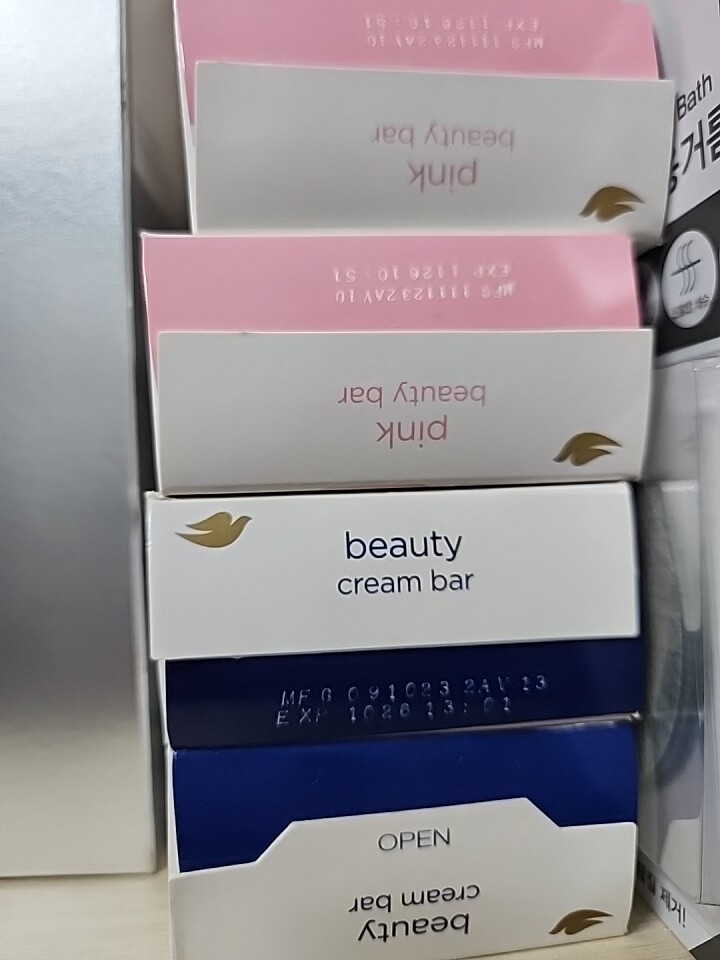 EXP 1126 10:51
MFG 111123 2AV 10
pink
beauty bar
EXP 1126 10:51
MFG 111123 2AV 10
pink
beauty bar
beauty
cream bar
MFG 091023 2AV 13
EXP 1026 13:01
OPEN
beauty
cream bar
Bath
제거!